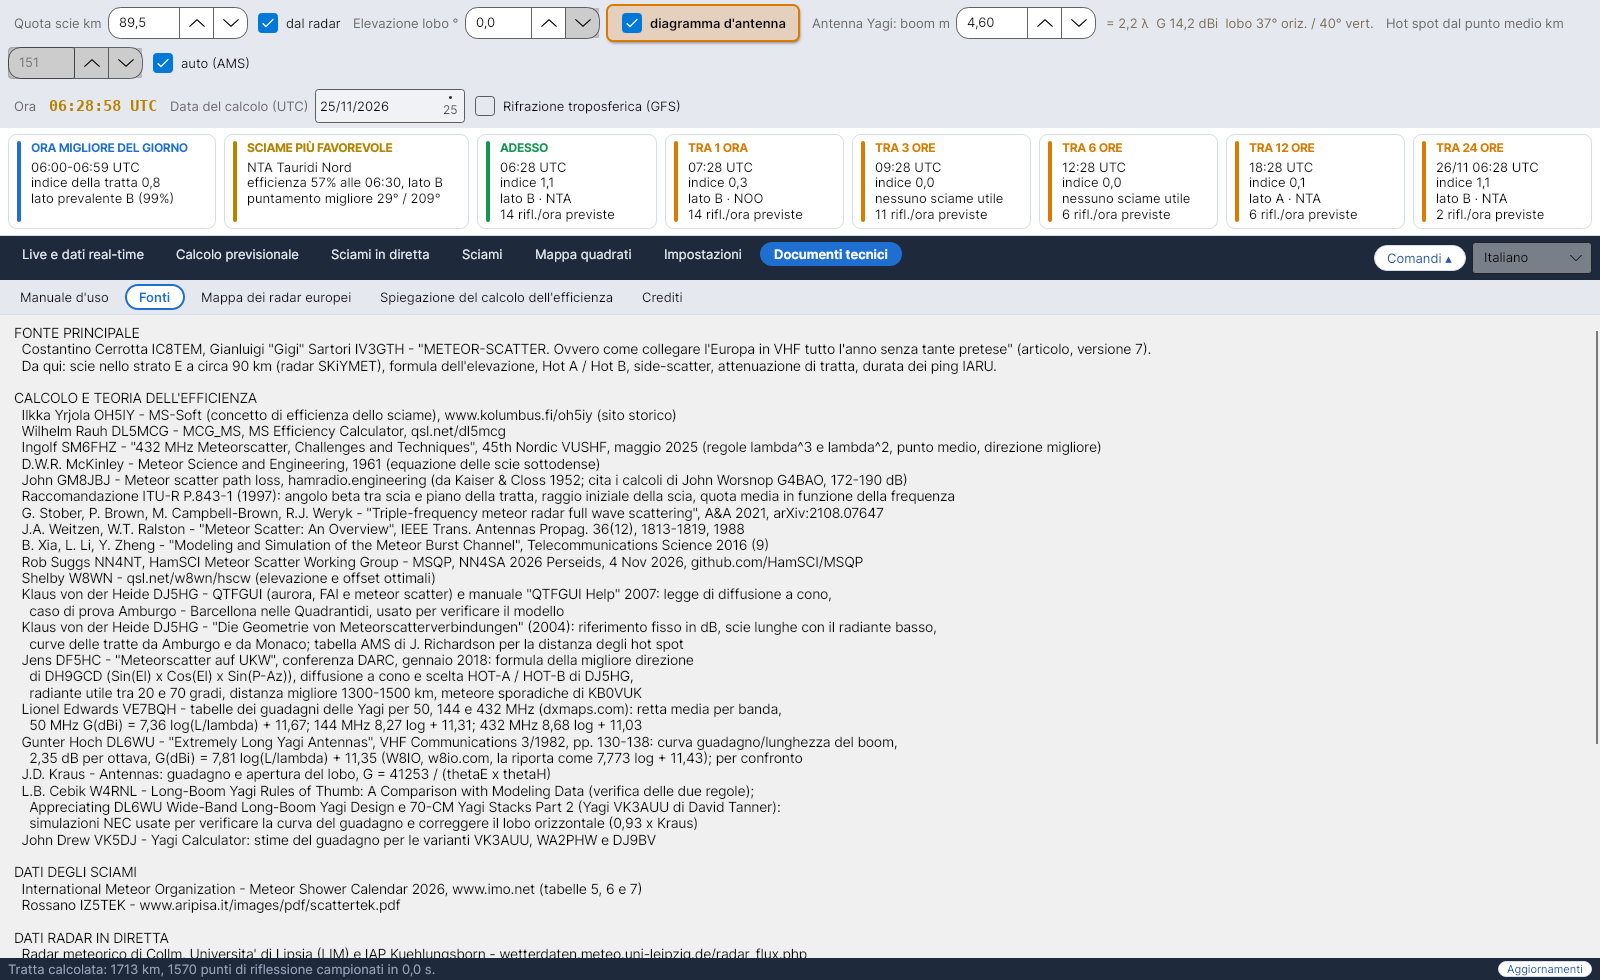 Quota scie km 89,5 dal radar Elevazione lobo ° 0,0 diagramma d'antenna Antenna Yagi: boom m 4,60 = 2,2 λ G 14,2 dBi lobo 37° oriz. / 40° vert. Hot spot dal punto medio km
151 auto (AMS)
Ora 06:28:58 UTC Data del calcolo (UTC) 25/11/2026 25 Rifrazione troposferica (GFS)
ORA MIGLIORE DEL GIORNO
06:00-06:59 UTC
indice della tratta 0,8
lato prevalente B (99%)
SCIAME PIÙ FAVOREVOLE
NTA Tauridi Nord
efficienza 57% alle 06:30, lato B
puntamento migliore 29° / 209°
ADESSO
06:28 UTC
indice 1,1
lato B · NTA
14 rifl./ora previste
TRA 1 ORA
07:28 UTC
indice 0,3
lato B · NOO
14 rifl./ora previste
TRA 3 ORE
09:28 UTC
indice 0,0
nessuno sciame utile
11 rifl./ora previste
TRA 6 ORE
12:28 UTC
indice 0,0
nessuno sciame utile
6 rifl./ora previste
TRA 12 ORE
18:28 UTC
indice 0,1
lato A · NTA
6 rifl./ora previste
TRA 24 ORE
26/11 06:28 UTC
indice 1,1
lato B · NTA
2 rifl./ora previste
Live e dati real-time Calcolo previsionale Sciami in diretta Sciami Mappa quadrati Impostazioni Documenti tecnici Comandi ▴ Italiano
Manuale d'uso Fonti Mappa dei radar europei Spiegazione del calcolo dell'efficienza Crediti
FONTE PRINCIPALE
Costantino Cerrotta IC8TEM, Gianluigi "Gigi" Sartori IV3GTH - "METEOR-SCATTER. Ovvero come collegare l'Europa in VHF tutto l'anno senza tante pretese" (articolo, versione 7).
Da qui: scie nello strato E a circa 90 km (radar SKiYMET), formula dell'elevazione, Hot A / Hot B, side-scatter, attenuazione di tratta, durata dei ping IARU.
CALCOLO E TEORIA DELL'EFFICIENZA
Ilkka Yrjola OH5IY - MS-Soft (concetto di efficienza dello sciame), www.kolumbus.fi/oh5iy (sito storico)
Wilhelm Rauh DL5MCG - MCG_MS, MS Efficiency Calculator, qsl.net/dl5mcg
Ingolf SM6FHZ - "432 MHz Meteorscatter, Challenges and Techniques", 45th Nordic VUSHF, maggio 2025 (regole lambda^3 e lambda^2, punto medio, direzione migliore)
D.W.R. McKinley - Meteor Science and Engineering, 1961 (equazione delle scie sottodense)
John GM8JBJ - Meteor scatter path loss, hamradio.engineering (da Kaiser & Closs 1952; cita i calcoli di John Worsnop G4BAO, 172-190 dB)
Raccomandazione ITU-R P.843-1 (1997): angolo beta tra scia e piano della tratta, raggio iniziale della scia, quota media in funzione della frequenza
G. Stober, P. Brown, M. Campbell-Brown, R.J. Weryk - "Triple-frequency meteor radar full wave scattering", A&A 2021, arXiv:2108.07647
J.A. Weitzen, W.T. Ralston - "Meteor Scatter: An Overview", IEEE Trans. Antennas Propag. 36(12), 1813-1819, 1988
B. Xia, L. Li, Y. Zheng - "Modeling and Simulation of the Meteor Burst Channel", Telecommunications Science 2016 (9)
Rob Suggs NN4NT, HamSCI Meteor Scatter Working Group - MSQP, NN4SA 2026 Perseids, 4 Nov 2026, github.com/HamSCI/MSQP
Shelby W8WN - qsl.net/w8wn/hscw (elevazione e offset ottimali)
Klaus von der Heide DJ5HG - QTFGUI (aurora, FAI e meteor scatter) e manuale "QTFGUI Help" 2007: legge di diffusione a cono,
caso di prova Amburgo - Barcellona nelle Quadrantidi, usato per verificare il modello
Klaus von der Heide DJ5HG - "Die Geometrie von Meteorscatterverbindungen" (2004): riferimento fisso in dB, scie lunghe con il radiante basso,
curve delle tratte da Amburgo e da Monaco; tabella AMS di J. Richardson per la distanza degli hot spot
Jens DF5HC - "Meteorscatter auf UKW", conferenza DARC, gennaio 2018: formula della migliore direzione
di DH9GCD (Sin(El) x Cos(El) x Sin(P-Az)), diffusione a cono e scelta HOT-A / HOT-B di DJ5HG,
radiante utile tra 20 e 70 gradi, distanza migliore 1300-1500 km, meteore sporadiche di KB0VUK
Lionel Edwards VE7BQH - tabelle dei guadagni delle Yagi per 50, 144 e 432 MHz (dxmaps.com): retta media per banda,
50 MHz G(dBi) = 7,36 log(L/lambda) + 11,67; 144 MHz 8,27 log + 11,31; 432 MHz 8,68 log + 11,03
Gunter Hoch DL6WU - "Extremely Long Yagi Antennas", VHF Communications 3/1982, pp. 130-138: curva guadagno/lunghezza del boom,
2,35 dB per ottava, G(dBi) = 7,81 log(L/lambda) + 11,35 (W8IO, w8io.com, la riporta come 7,773 log + 11,43); per confronto
J.D. Kraus - Antennas: guadagno e apertura del lobo, G = 41253 / (thetaE x thetaH)
L.B. Cebik W4RNL - Long-Boom Yagi Rules of Thumb: A Comparison with Modeling Data (verifica delle due regole);
Appreciating DL6WU Wide-Band Long-Boom Yagi Design e 70-CM Yagi Stacks Part 2 (Yagi VK3AUU di David Tanner):
simulazioni NEC usate per verificare la curva del guadagno e correggere il lobo orizzontale (0,93 x Kraus)
John Drew VK5DJ - Yagi Calculator: stime del guadagno per le varianti VK3AUU, WA2PHW e DJ9BV
DATI DEGLI SCIAMI
International Meteor Organization - Meteor Shower Calendar 2026, www.imo.net (tabelle 5, 6 e 7)
Rossano IZ5TEK - www.aripisa.it/images/pdf/scattertek.pdf
DATI RADAR IN DIRETTA
Radar meteorico di Collm, Universita' di Lipsia (LIM) e IAP Kuehlungsborn - wetterdaten.meteo.uni-leipzig.de/radar_flux.php
Tratta calcolata: 1713 km, 1570 punti di riflessione campionati in 0,0 s. Aggiornamenti